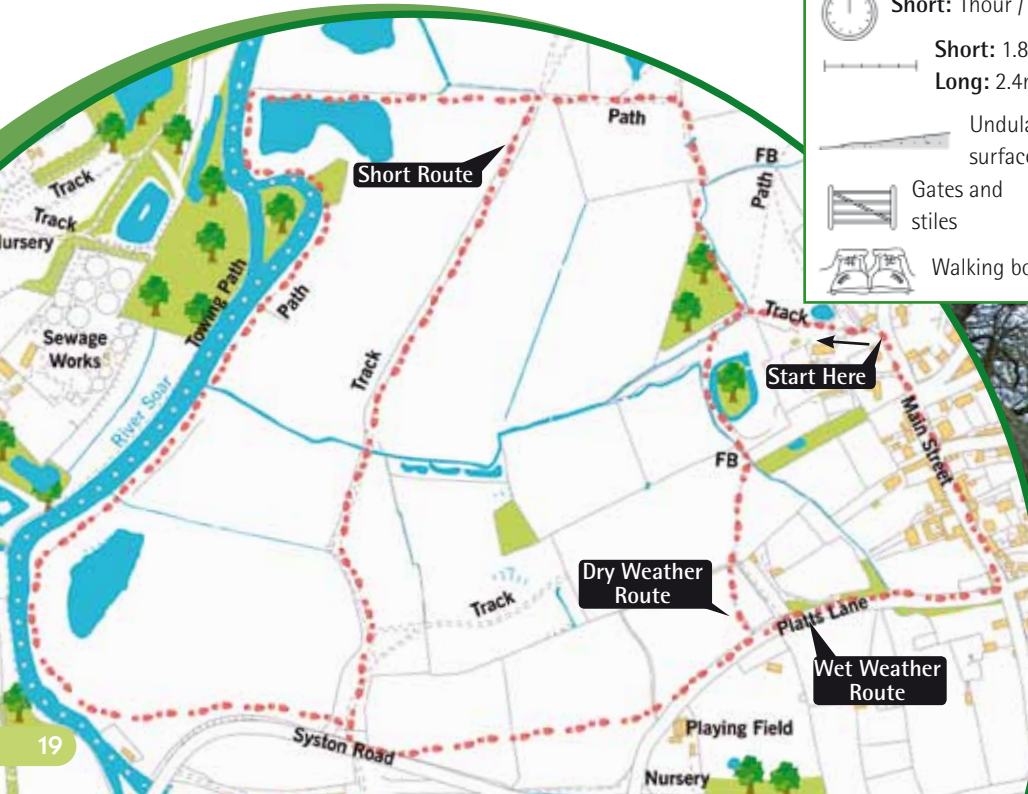 Short: 1hour /
Short: 1.8
Long: 2.4
Undula
surface
Gates and
stiles
Walking bo
Path
FB
Path
Short Route
Track
Track
ursery
Towing Path
Path
Sewage
Works
River Soar
Track
Track
Start Here
Main Street
FB
Dry Weather
Route
Track
Platts Lane
Wet Weather
Route
Playing Field
Syston Road
Nursery
19